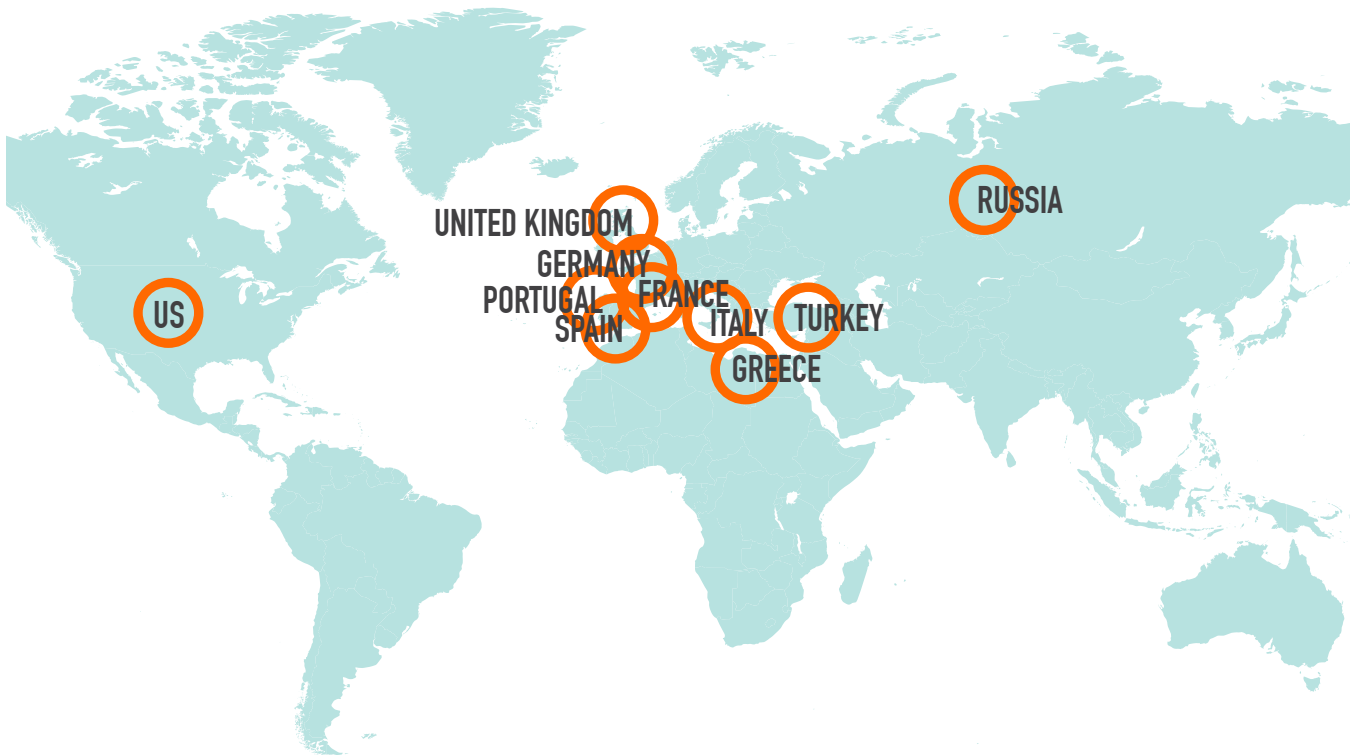 RUSSIA
UNITED KINGDOM
GERMANY
FRANCE
PORTUGAL
US
ITALY
TURKEY
SPAIN
GREECE